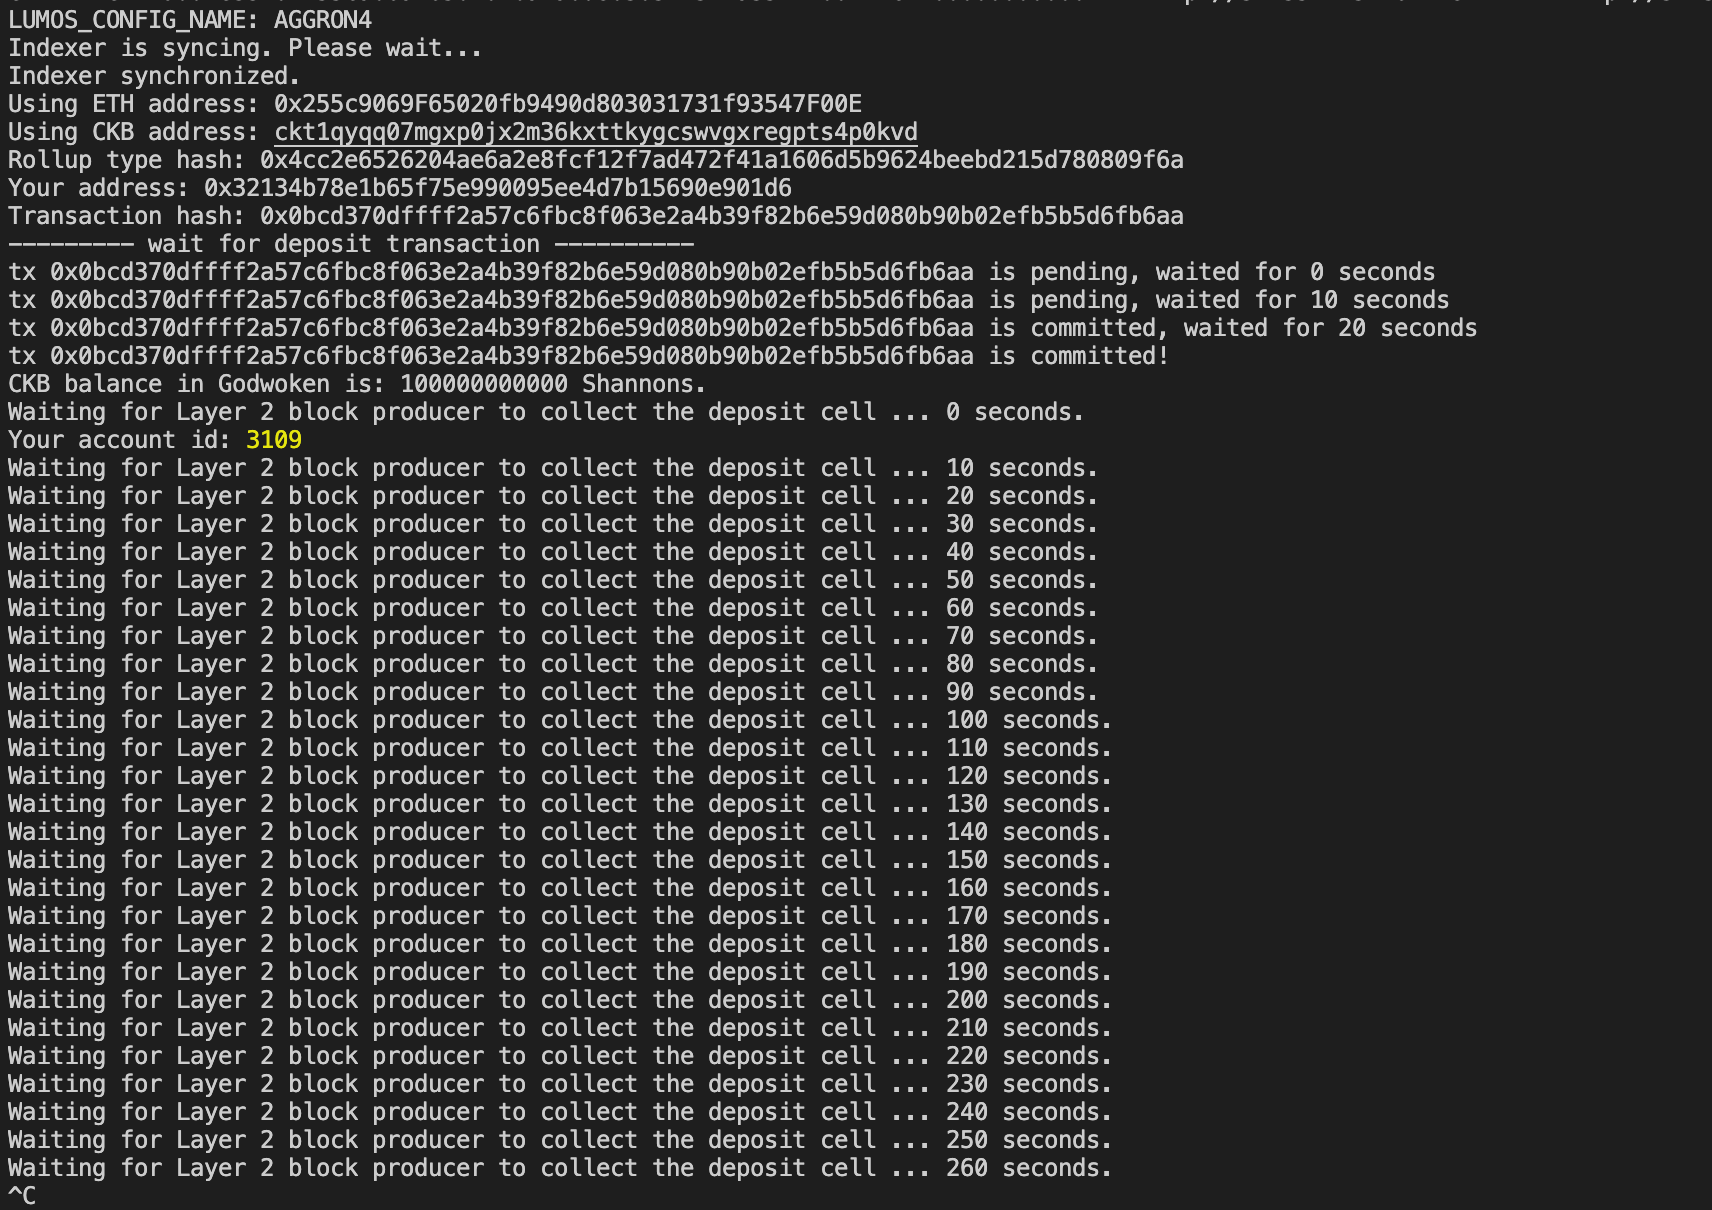 LUMOS_CONFIG_NAME: AGGRON4
Indexer is syncing. Please wait...
Indexer synchronized.
Using ETH address: 0x255c9069F65020fb9490d803031731f93547F00E
Using CKB address: ckt1qyqq07mgxp0jx2m36kxttkygcswvgxregpts4p0kvd
Rollup type hash: 0x4cc2e6526204ae6a2e8fcf12f7ad472f41a1606d5b9624beebd215d780809f6a
Your address: 0x32134b78e1b65f75e990095ee4d7b15690e901d6
Transaction hash: 0x0bcd370dffff2a57c6fbc8f063e2a4b39f82b6e59d080b90b02efb5b5d6fb6aa
--------- wait for deposit transaction ----------
tx 0x0bcd370dffff2a57c6fbc8f063e2a4b39f82b6e59d080b90b02efb5b5d6fb6aa is pending, waited for 0 seconds
tx 0x0bcd370dffff2a57c6fbc8f063e2a4b39f82b6e59d080b90b02efb5b5d6fb6aa is pending, waited for 10 seconds
tx 0x0bcd370dffff2a57c6fbc8f063e2a4b39f82b6e59d080b90b02efb5b5d6fb6aa is committed, waited for 20 seconds
tx 0x0bcd370dffff2a57c6fbc8f063e2a4b39f82b6e59d080b90b02efb5b5d6fb6aa is committed!
CKB balance in Godwoken is: 100000000000 Shannons.
Waiting for Layer 2 block producer to collect the deposit cell ... 0 seconds.
Your account id: 3109
Waiting for Layer 2 block producer to collect the deposit cell ... 10 seconds.
Waiting for Layer 2 block producer to collect the deposit cell ... 20 seconds.
Waiting for Layer 2 block producer to collect the deposit cell ... 30 seconds.
Waiting for Layer 2 block producer to collect the deposit cell ... 40 seconds.
Waiting for Layer 2 block producer to collect the deposit cell ... 50 seconds.
Waiting for Layer 2 block producer to collect the deposit cell ... 60 seconds.
Waiting for Layer 2 block producer to collect the deposit cell ... 70 seconds.
Waiting for Layer 2 block producer to collect the deposit cell ... 80 seconds.
Waiting for Layer 2 block producer to collect the deposit cell ... 90 seconds.
Waiting for Layer 2 block producer to collect the deposit cell ... 100 seconds.
Waiting for Layer 2 block producer to collect the deposit cell ... 110 seconds.
Waiting for Layer 2 block producer to collect the deposit cell ... 120 seconds.
Waiting for Layer 2 block producer to collect the deposit cell ... 130 seconds.
Waiting for Layer 2 block producer to collect the deposit cell ... 140 seconds.
Waiting for Layer 2 block producer to collect the deposit cell ... 150 seconds.
Waiting for Layer 2 block producer to collect the deposit cell ... 160 seconds.
Waiting for Layer 2 block producer to collect the deposit cell ... 170 seconds.
Waiting for Layer 2 block producer to collect the deposit cell ... 180 seconds.
Waiting for Layer 2 block producer to collect the deposit cell ... 190 seconds.
Waiting for Layer 2 block producer to collect the deposit cell ... 200 seconds.
Waiting for Layer 2 block producer to collect the deposit cell ... 210 seconds.
Waiting for Layer 2 block producer to collect the deposit cell ... 220 seconds.
Waiting for Layer 2 block producer to collect the deposit cell ... 230 seconds.
Waiting for Layer 2 block producer to collect the deposit cell ... 240 seconds.
Waiting for Layer 2 block producer to collect the deposit cell ... 250 seconds.
Waiting for Layer 2 block producer to collect the deposit cell ... 260 seconds.
^C